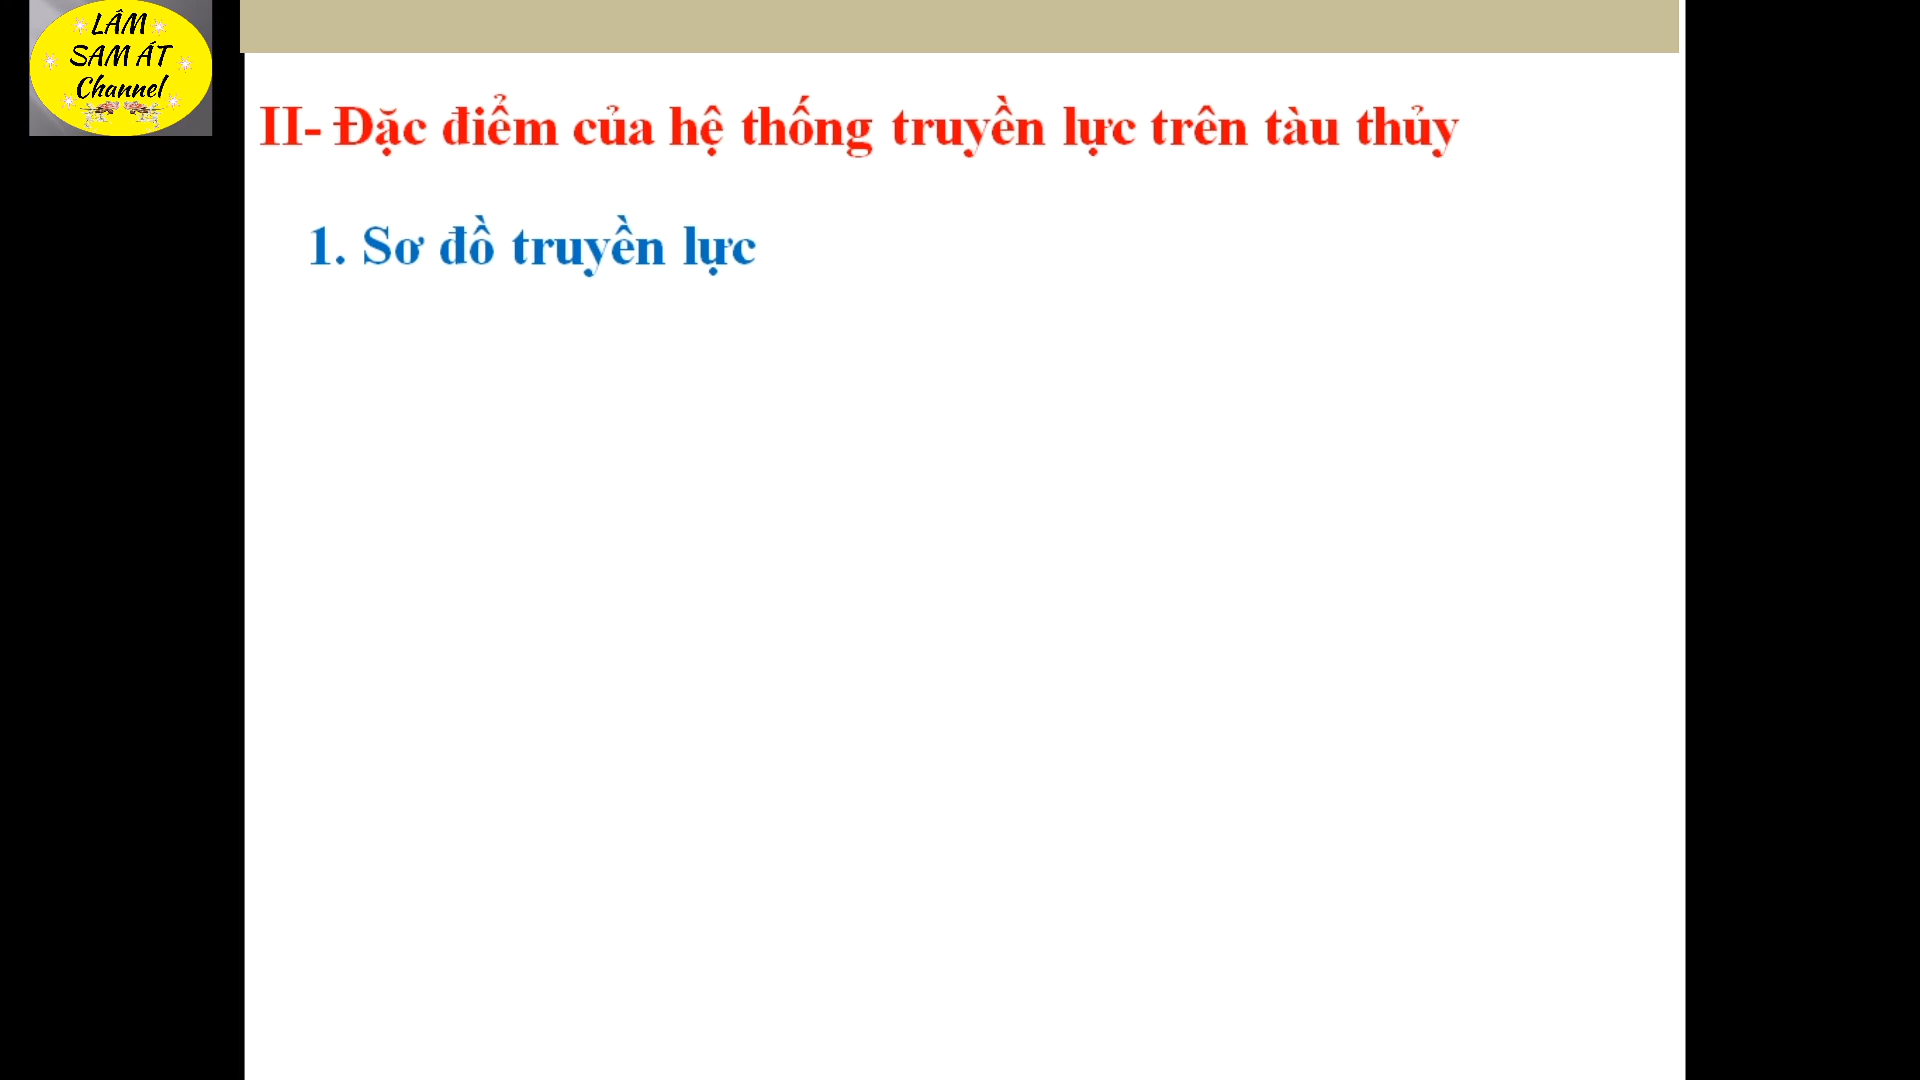 LÂM
SAM ÁT
Channel
II- Đặc điểm của hệ thống truyền lực trên tàu thủy
1. Sơ đồ truyền lực